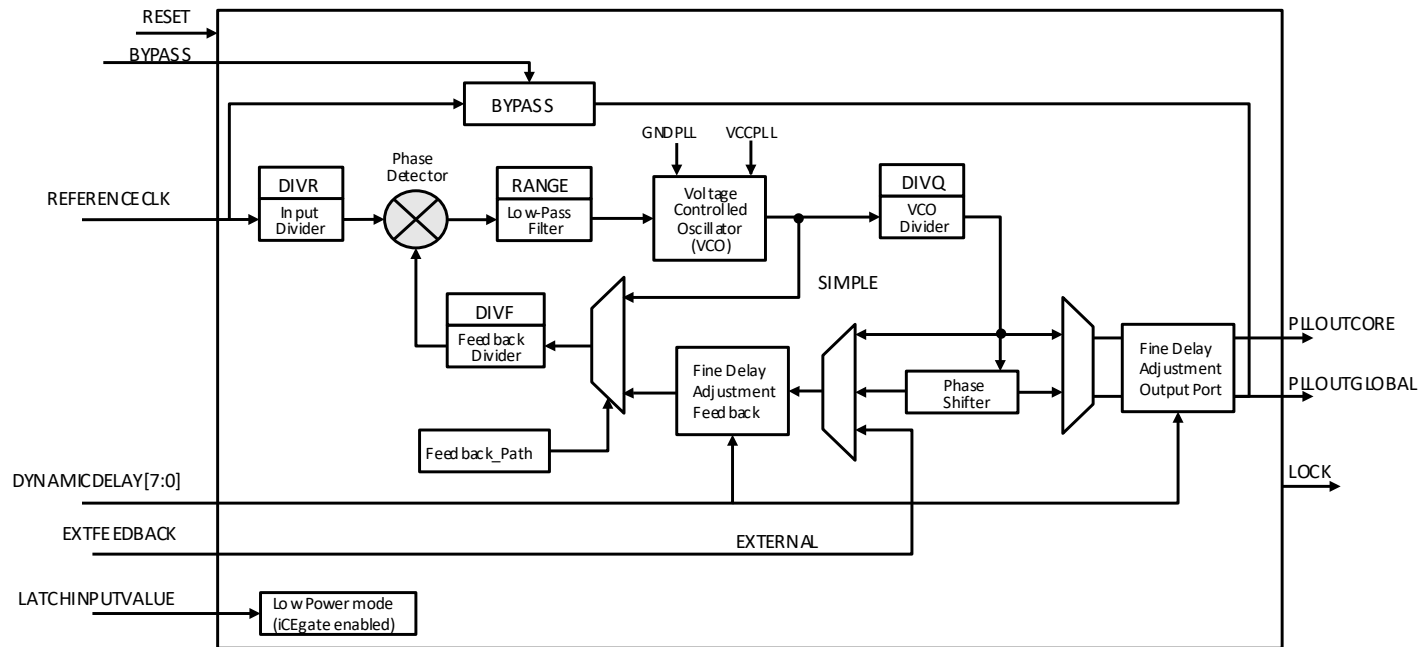 RESET
BYPASS
BYPASS
GNDPLL
VCCPLL
Phase
Detector
DIVR
RANGE
DIVQ
REFERENCECLK
Input
Divider
Low-Pass
Filter
Voltage
Controlled
Oscillator
(VCO)
VCO
Divider
SIMPLE
DIVF
Feedback
Divider
Fine Delay
Adjustment
Feedback
Phase
Shifter
Fine Delay
Adjustment
Output Port
PLLOUTCORE
PLLOUTGLOBAL
Feedback_Path
DYNAMICDELAY[7:0]
LOCK
EXTFEEDBACK
EXTERNAL
LATCHINPUTVALUE
Low Power mode
(iCEgate enabled)